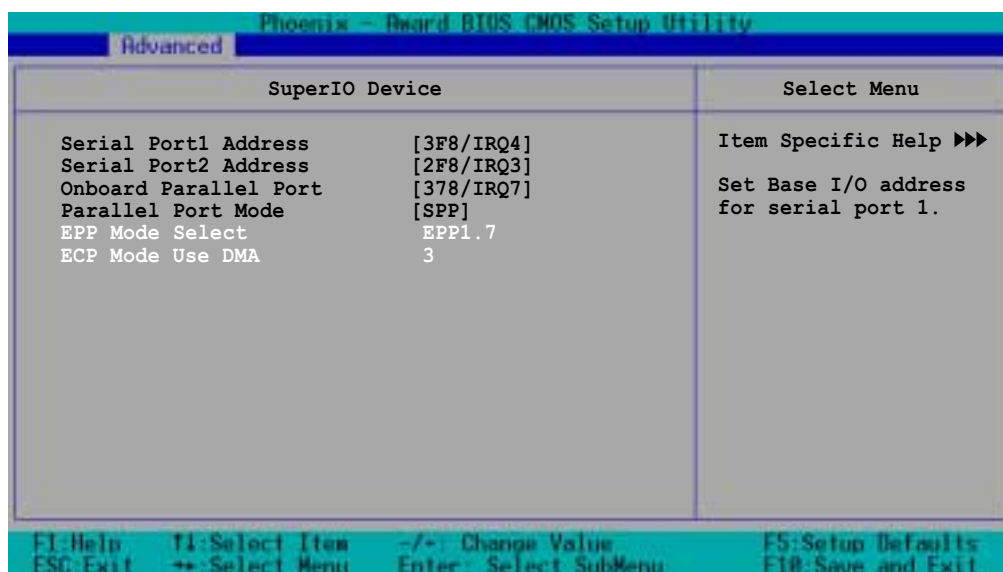 Phoenix - Award BIOS CMOS Setup Utility
Advanced
SuperIO Device
Select Menu
Serial Port1 Address [3F8/IRQ4]
Serial Port2 Address [2F8/IRQ3]
Onboard Parallel Port [378/IRQ7]
Parallel Port Mode [SPP]
EPP Mode Select EPP1.7
ECP Mode Use DMA 3
Item Specific Help ▶▶▶
Set Base I/O address
for serial port 1.
F1:Help ↑↓:Select Item -/+: Change Value F5:Setup Defaults
ESC:Exit ↔:Select Menu Enter: Select SubMenu F10:Save and Exit